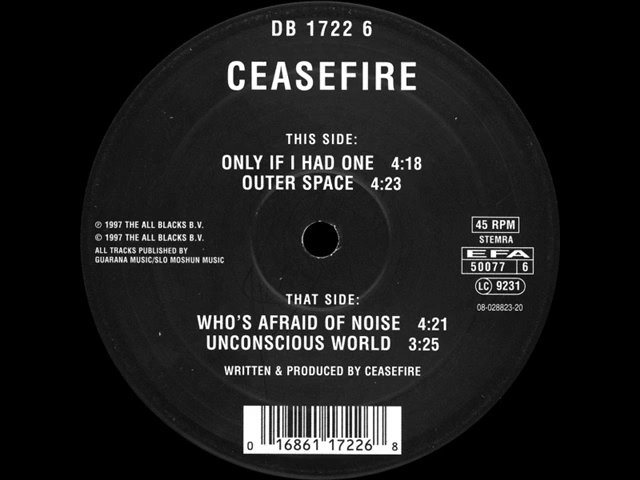 DB 1722 6
CEASEFIRE
THIS SIDE:
ONLY IF I HAD ONE 4:18
OUTER SPACE 4:23
℗ 1997 THE ALL BLACKS B.V.
© 1997 THE ALL BLACKS B.V.
ALL TRACKS PUBLISHED BY
GUARANA MUSIC/SLO MOSHUN MUSIC
45 RPM
STEMRA
EFA
50077 6
LC 9231
08-028823-20
THAT SIDE:
WHO'S AFRAID OF NOISE 4:21
UNCONSCIOUS WORLD 3:25
WRITTEN & PRODUCED BY CEASEFIRE
0 16861 17226 8